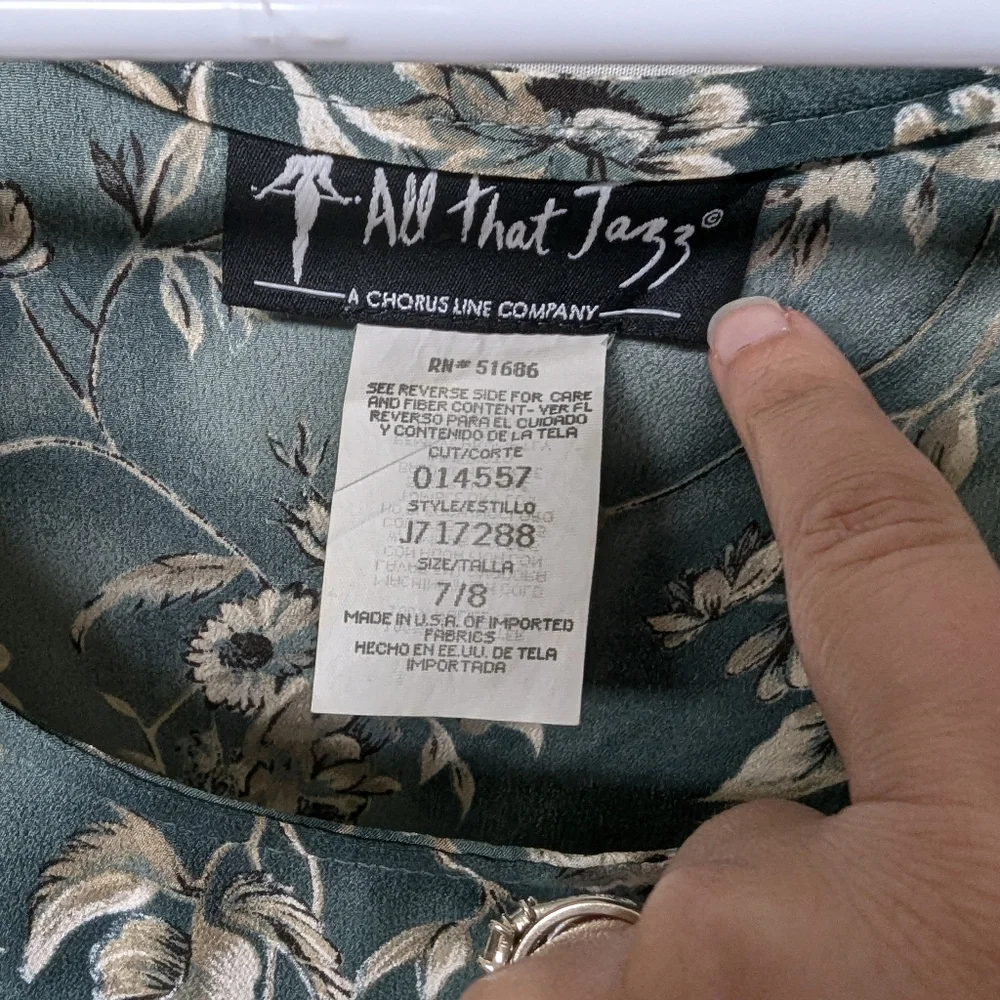 All That Jazz ©
A CHORUS LINE COMPANY
RN# 51686
SEE REVERSE SIDE FOR CARE
AND FIBER CONTENT- VER FL
REVERSO PARA EL CUIDADO
Y CONTENIDO DE LA TELA
CUT/CORTE
014557
STYLE/ESTILLO
J717288
SIZE/TALLA
7/8
MADE IN U.S.A. OF IMPORTED
FABRICS
HECHO EN EE.UU. DE TELA
IMPORTADA